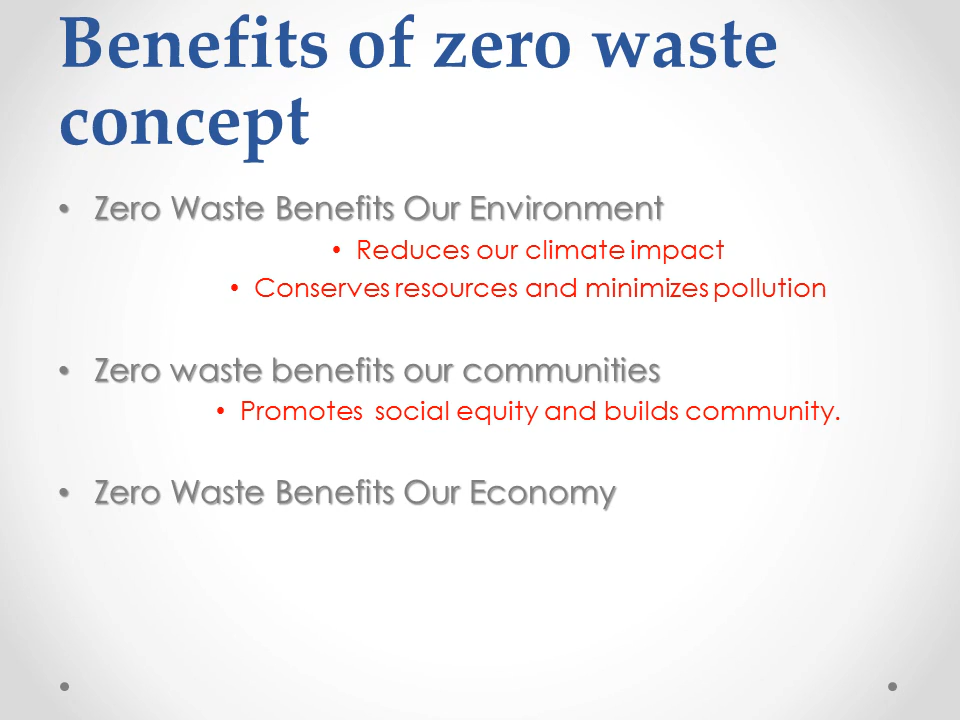 Benefits of zero waste
concept
• Zero Waste Benefits Our Environment
• Reduces our climate impact
• Conserves resources and minimizes pollution
• Zero waste benefits our communities
• Promotes social equity and builds community.
• Zero Waste Benefits Our Economy